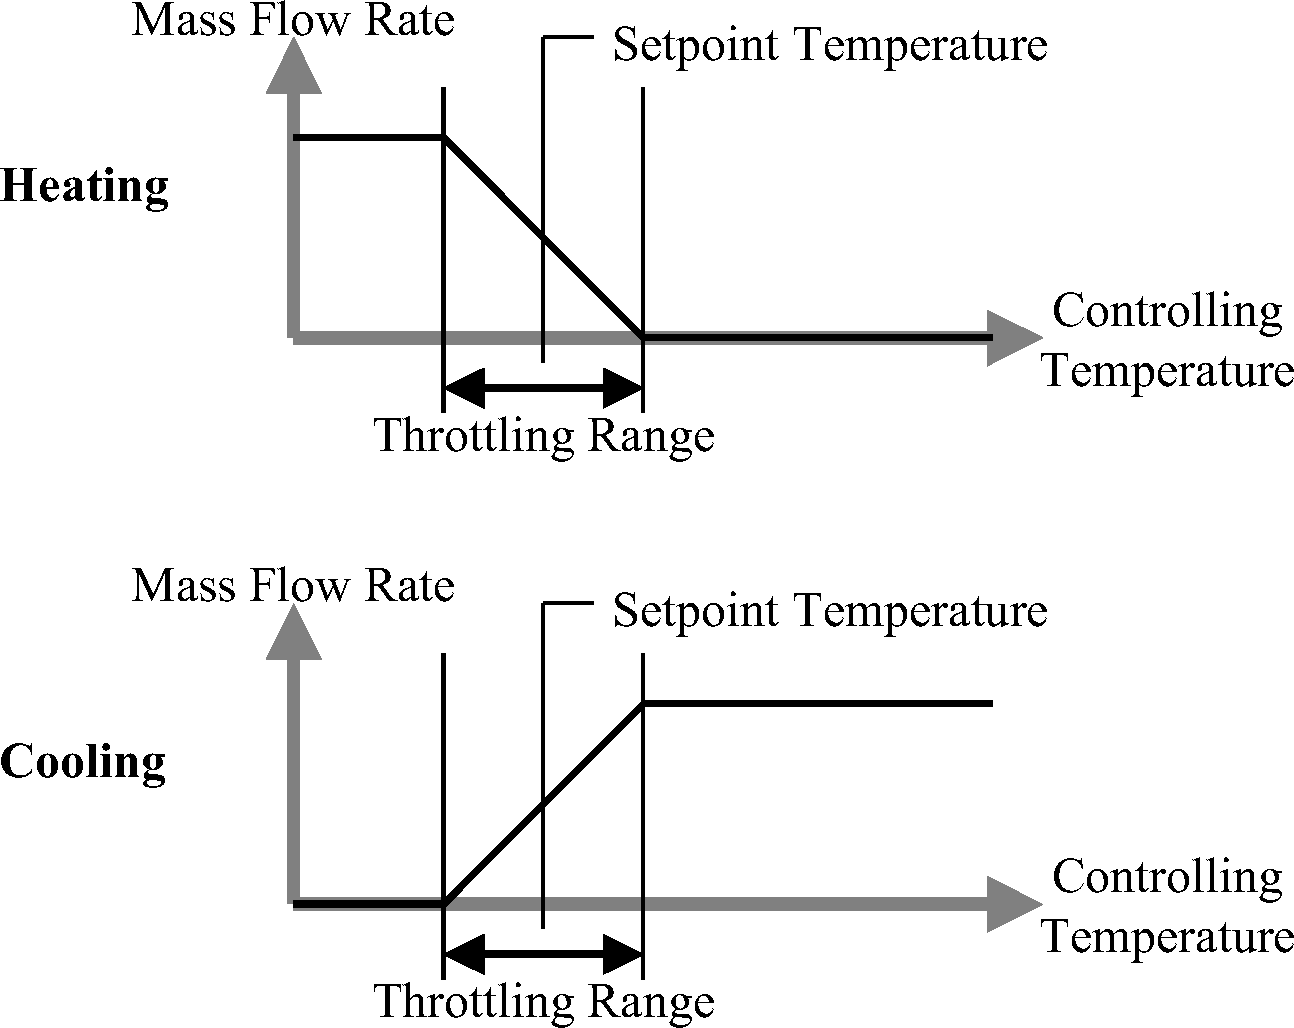 Mass Flow Rate
Setpoint Temperature
Heating
Controlling
Temperature
Throttling Range
Mass Flow Rate
Setpoint Temperature
Cooling
Controlling
Temperature
Throttling Range